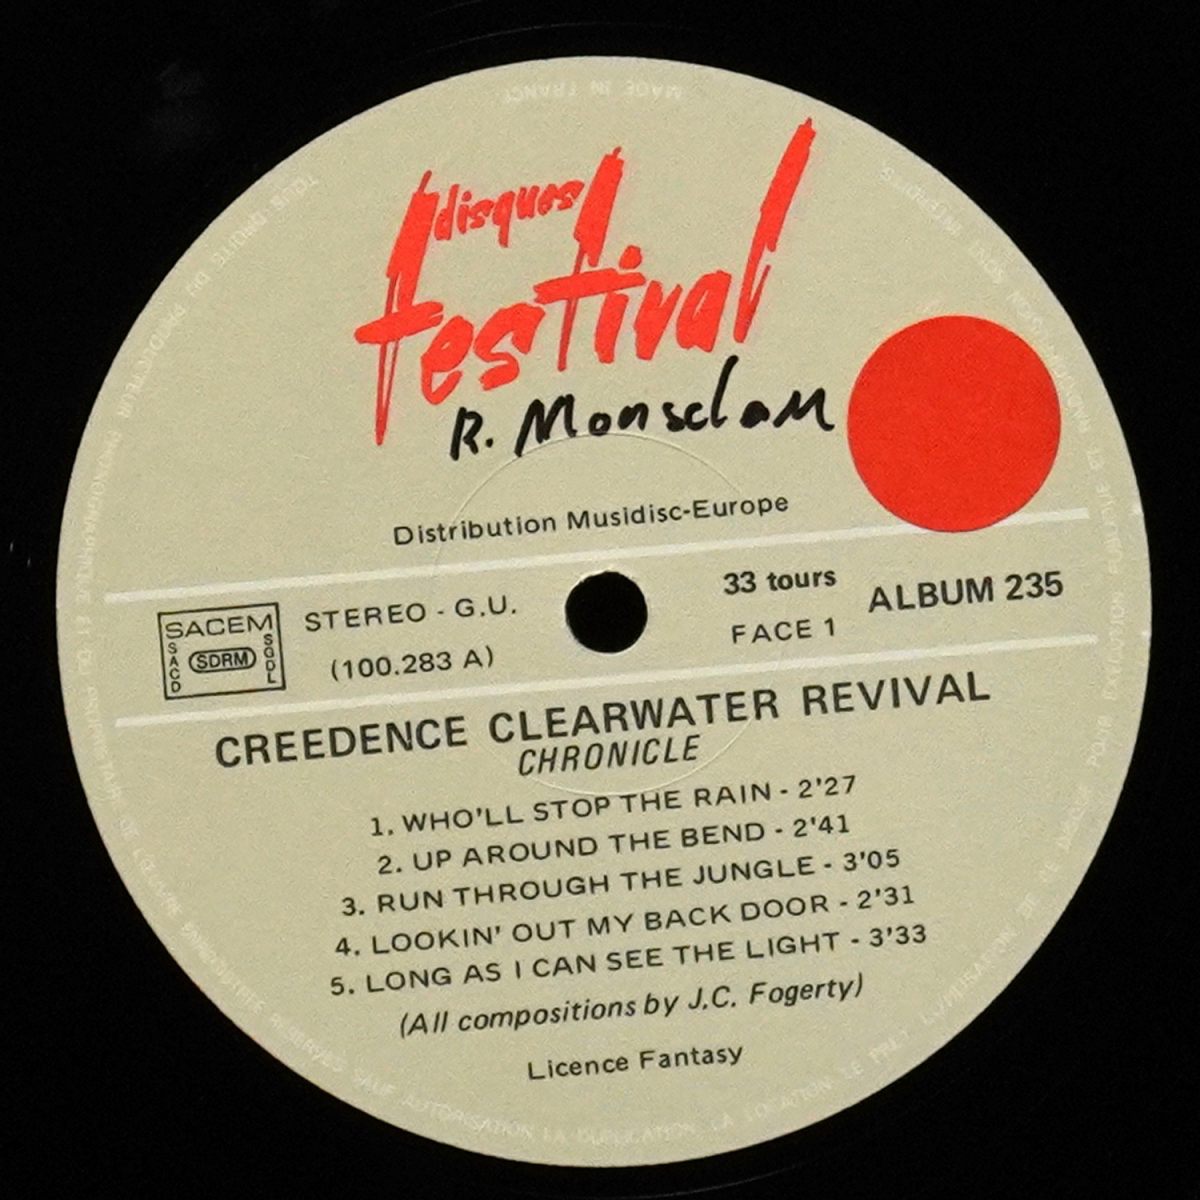 MADE IN FRANCE
disques
festival
R. Monsclam
Distribution Musidisc-Europe
SACEM
SACD
SDRM
SGDL
STEREO - G.U.
(100.283 A)
33 tours
FACE 1
ALBUM 235
CREEDENCE CLEARWATER REVIVAL
CHRONICLE
1. WHO'LL STOP THE RAIN - 2'27
2. UP AROUND THE BEND - 2'41
3. RUN THROUGH THE JUNGLE - 3'05
4. LOOKIN' OUT MY BACK DOOR - 2'31
5. LONG AS I CAN SEE THE LIGHT - 3'33
(All compositions by J.C. Fogerty)
Licence Fantasy